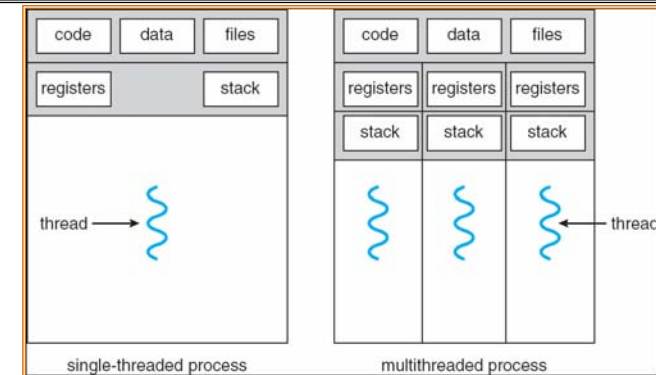 code data files code data files
registers stack registers registers registers
stack stack stack
thread thread
single-threaded process multithreaded process